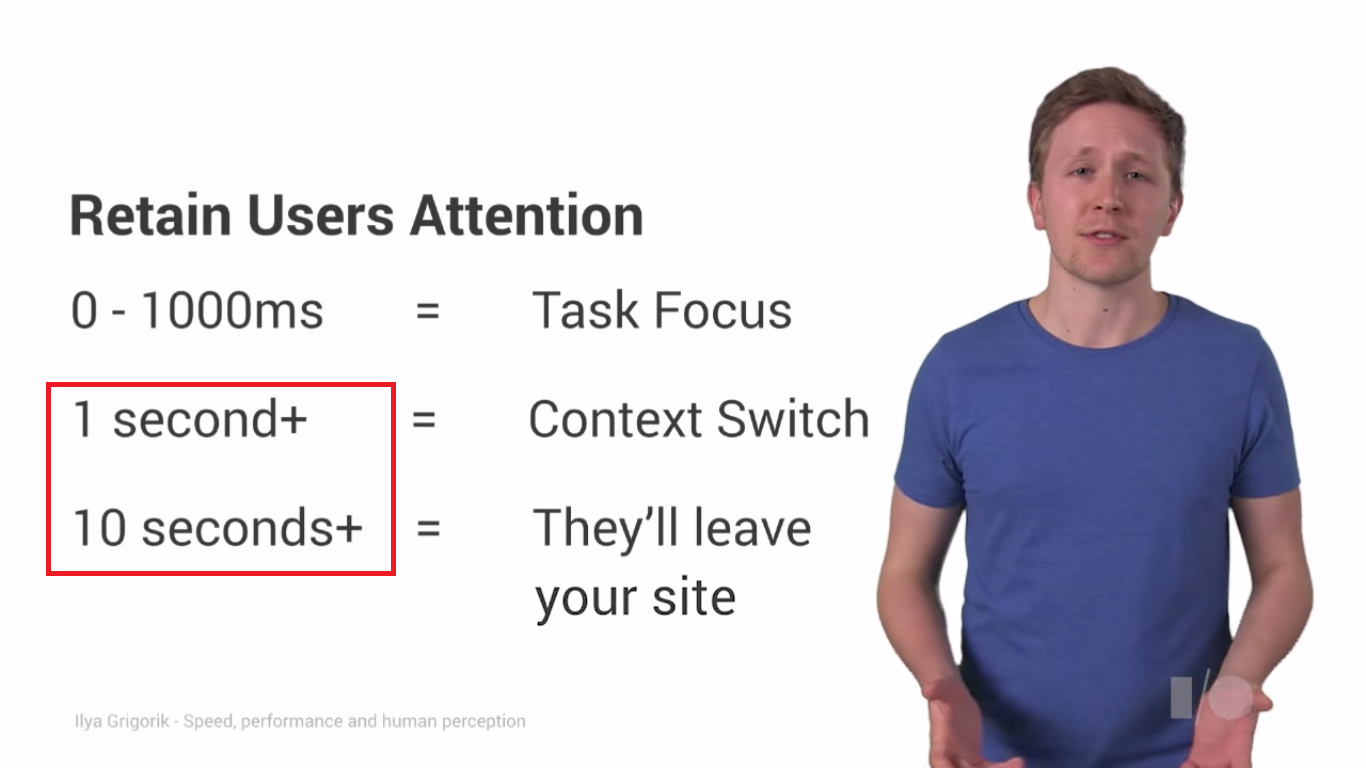 Retain Users Attention
0 - 1000ms = Task Focus
1 second+ = Context Switch
10 seconds+ = They'll leave
your site
Ilya Grigorik - Speed, performance and human perception
I/O